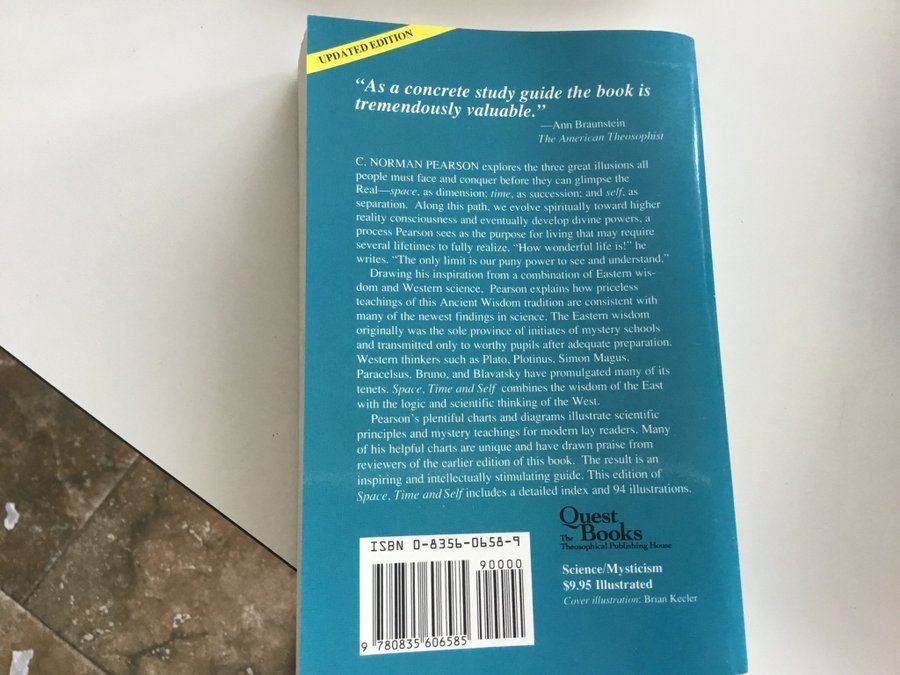 UPDATED EDITION
“As a concrete study guide the book is
tremendously valuable.”
—Ann Braunstein
The American Theosophist
C. NORMAN PEARSON explores the three great illusions all
people must face and conquer before they can glimpse the
Real—space, as dimension; time, as succession; and self, as
separation. Along this path, we evolve spiritually toward higher
reality consciousness and eventually develop divine powers, a
process Pearson sees as the purpose for living that may require
several lifetimes to fully realize. “How wonderful life is!” he
writes. “The only limit is our puny power to see and understand.”
Drawing his inspiration from a combination of Eastern wis-
dom and Western science, Pearson explains how priceless
teachings of this Ancient Wisdom tradition are consistent with
many of the newest findings in science. The Eastern wisdom
originally was the sole province of initiates of mystery schools
and transmitted only to worthy pupils after adequate preparation.
Western thinkers such as Plato, Plotinus, Simon Magus,
Paracelsus, Bruno, and Blavatsky have promulgated many of its
tenets. Space, Time and Self combines the wisdom of the East
with the logic and scientific thinking of the West.
Pearson's plentiful charts and diagrams illustrate scientific
principles and mystery teachings for modern lay readers. Many
of his helpful charts are unique and have drawn praise from
reviewers of the earlier edition of this book. The result is an
inspiring and intellectually stimulating guide. This edition of
Space, Time and Self includes a detailed index and 94 illustrations.
Quest
Books
The
Theosophical Publishing House
ISBN 0-8356-0658-9
90000
9 780835 606585
Science/Mysticism
$9.95 Illustrated
Cover illustration: Brian Keeler